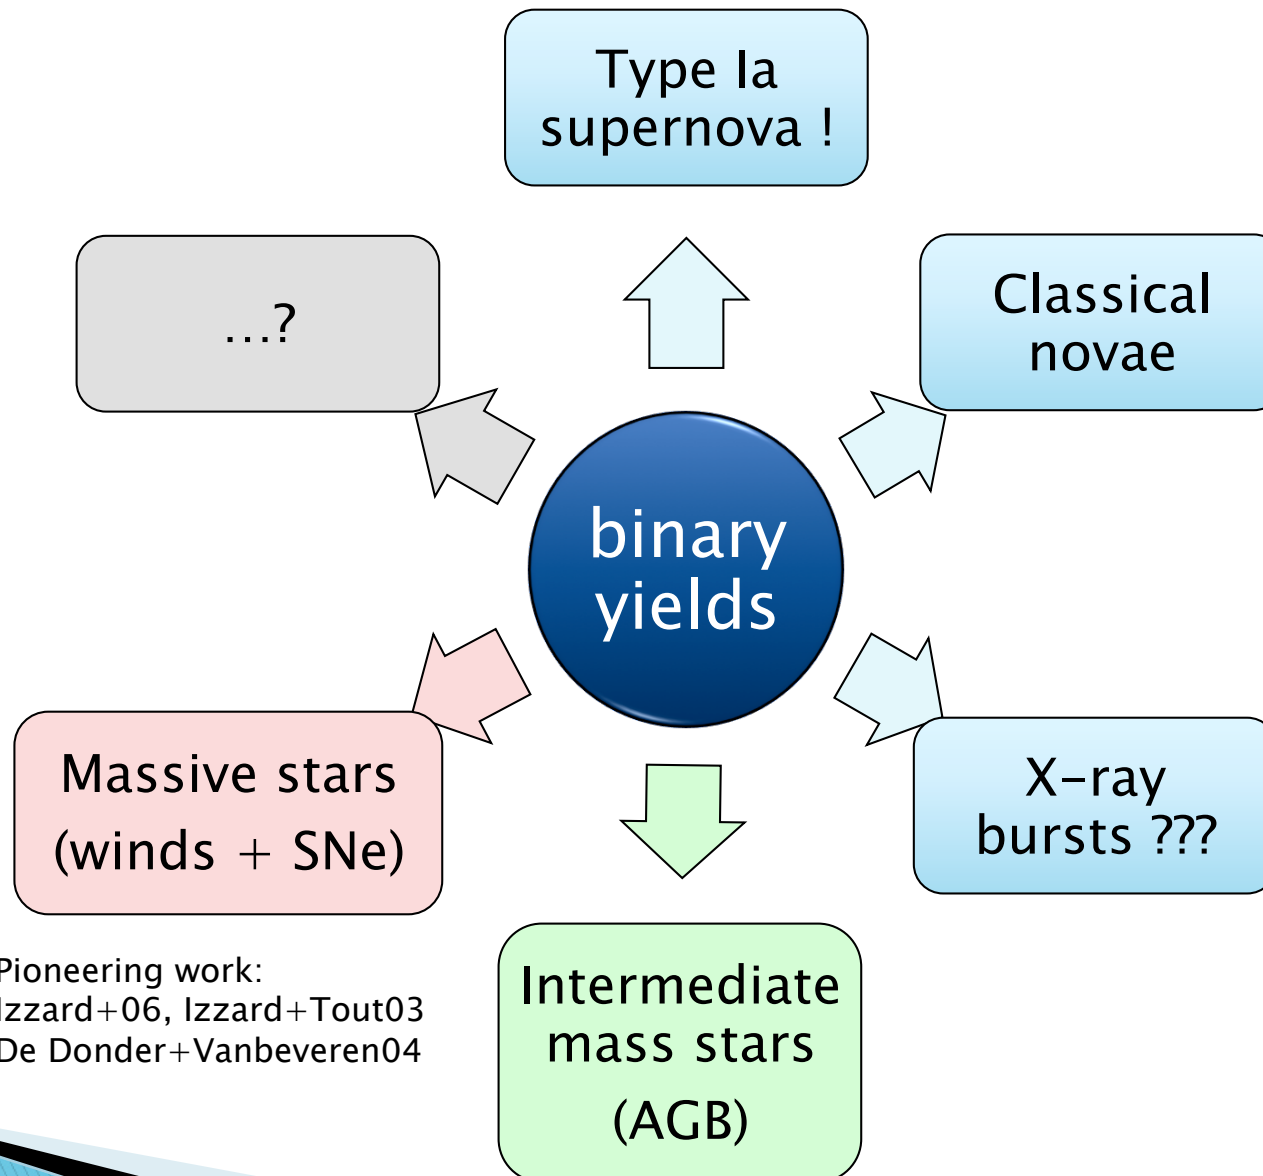 Type Ia
supernova !
…?
Classical
novae
binary
yields
Massive stars
(winds + SNe)
X-ray
bursts ???
Pioneering work:
Izzard+06, Izzard+Tout03
De Donder+Vanbeveren04
Intermediate
mass stars
(AGB)